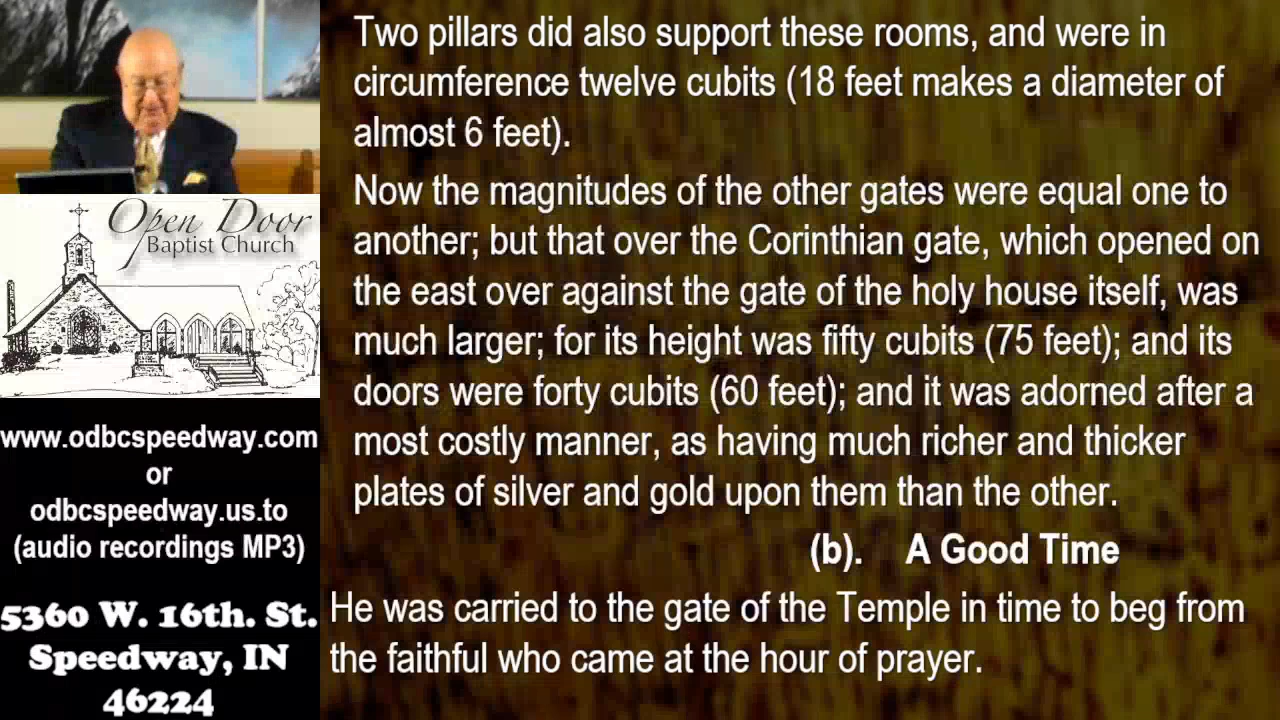 Two pillars did also support these rooms, and were in
circumference twelve cubits (18 feet makes a diameter of
almost 6 feet).
Now the magnitudes of the other gates were equal one to
another; but that over the Corinthian gate, which opened on
the east over against the gate of the holy house itself, was
much larger; for its height was fifty cubits (75 feet); and its
doors were forty cubits (60 feet); and it was adorned after a
most costly manner, as having much richer and thicker
plates of silver and gold upon them than the other.
(b). A Good Time
He was carried to the gate of the Temple in time to beg from
the faithful who came at the hour of prayer.
Open Door
Baptist Church
www.odbcspeedway.com
or
odbcspeedway.us.to
(audio recordings MP3)
5360 W. 16th. St.
Speedway, IN
46224